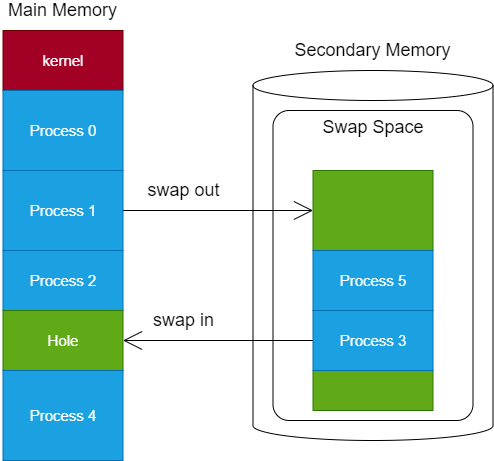 Main Memory
kernel
Process 0
Process 1
Process 2
Hole
Process 4
swap out
swap in
Secondary Memory
Swap Space
Process 5
Process 3